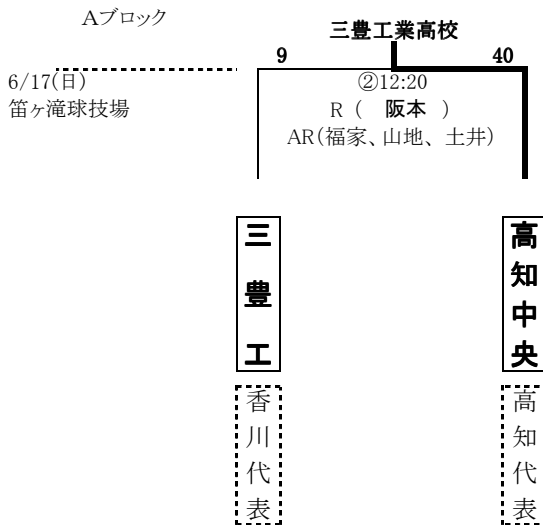 Aブロック
三豊工業高校
9 40
6/17(日) ②12:20
笛ヶ滝球技場 R ( 阪本 )
AR(福家、山地、土井)
三豊工
高知中央
香川代表
高知代表